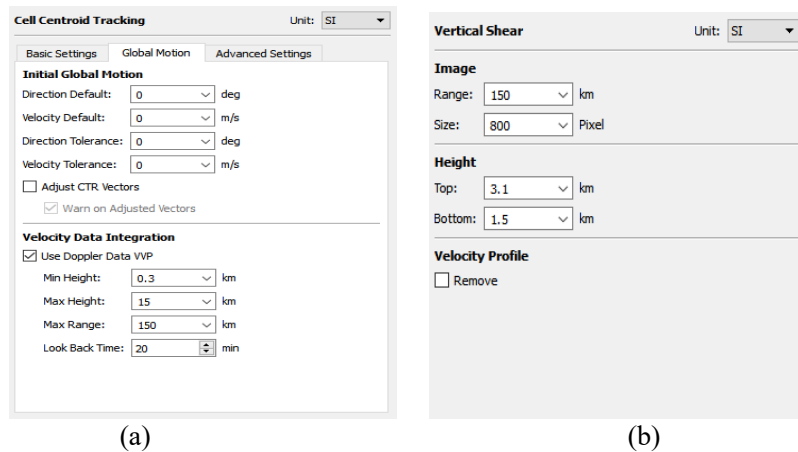 Cell Centroid Tracking Unit: SI
Basic Settings Global Motion Advanced Settings
Initial Global Motion
Direction Default: 0 deg
Velocity Default: 0 m/s
Direction Tolerance: 0 deg
Velocity Tolerance: 0 m/s
Adjust CTR Vectors
Warn on Adjusted Vectors
Velocity Data Integration
Use Doppler Data VVP
Min Height: 0.3 km
Max Height: 15 km
Max Range: 150 km
Look Back Time: 20 min
(a)
Vertical Shear Unit: SI
Image
Range: 150 km
Size: 800 Pixel
Height
Top: 3.1 km
Bottom: 1.5 km
Velocity Profile
Remove
(b)